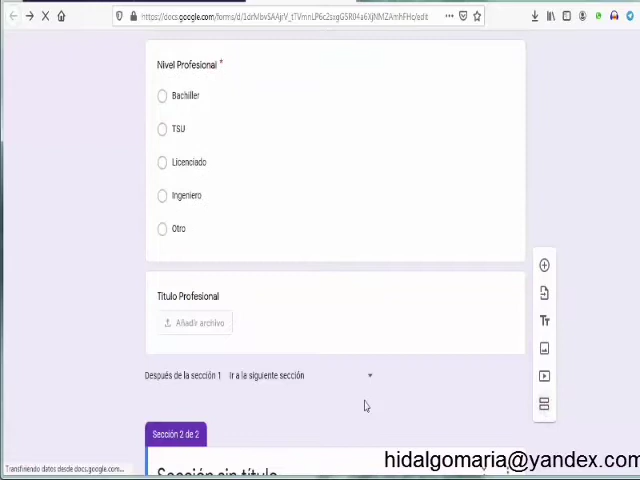 Nivel Profesional *
Bachiller
TSU
Licenciado
Ingeniero
Otro
Título Profesional
Añadir archivo
Después de la sección 1 Ir a la siguiente sección
Sección 2 de 2
Sección sin título
Transfiriendo datos desde docs.google.com...
hidalgomaria@yandex.com